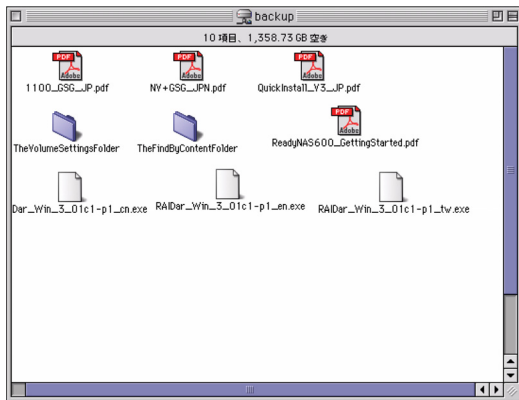 backup
10 項目、1,358.73 GB 空き
PDF Adobe
PDF Adobe
PDF Adobe
1100_GSG_JP.pdf
NV+GSG_JPN.pdf
QuickInstall_V3_JP.pdf
PDF Adobe
TheVolumeSettingsFolder
TheFindByContentFolder
ReadyNAS600_GettingStarted.pdf
Dar_Win_3_01c1-p1_cn.exe
RAIDar_Win_3_01c1-p1_en.exe
RAIDar_Win_3_01c1-p1_tw.exe